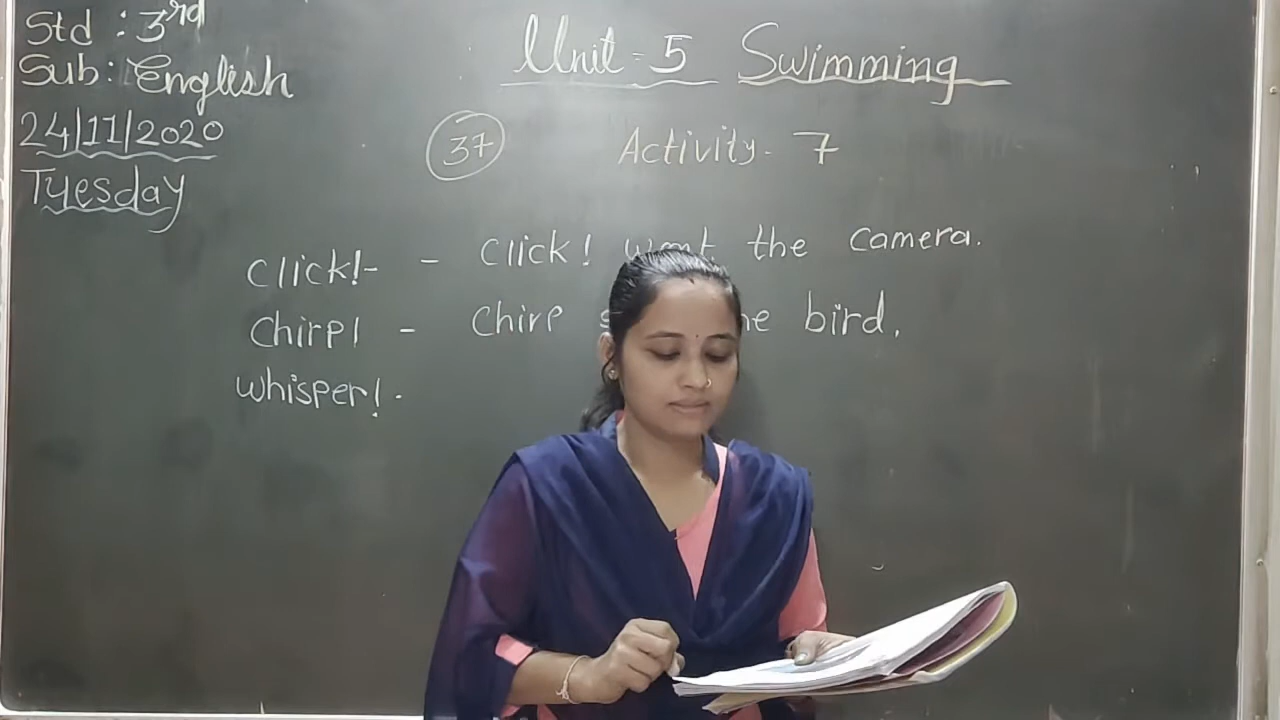 Std : 3rd
Sub: English
24/11/2020
Tuesday
Unit - 5 Swimming
37 Activity - 7
Click!- - Click! went the camera.
Chirp! - Chirp bird.
whisper! -